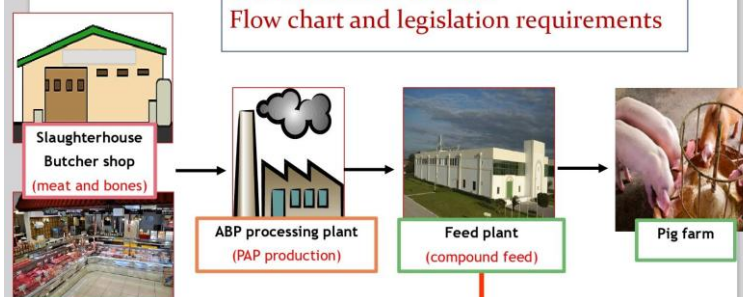 Flow chart and legislation requirements
Slaughterhouse
Butcher shop
(meat and bones)
ABP processing plant
(PAP production)
Feed plant
(compound feed)
Pig farm